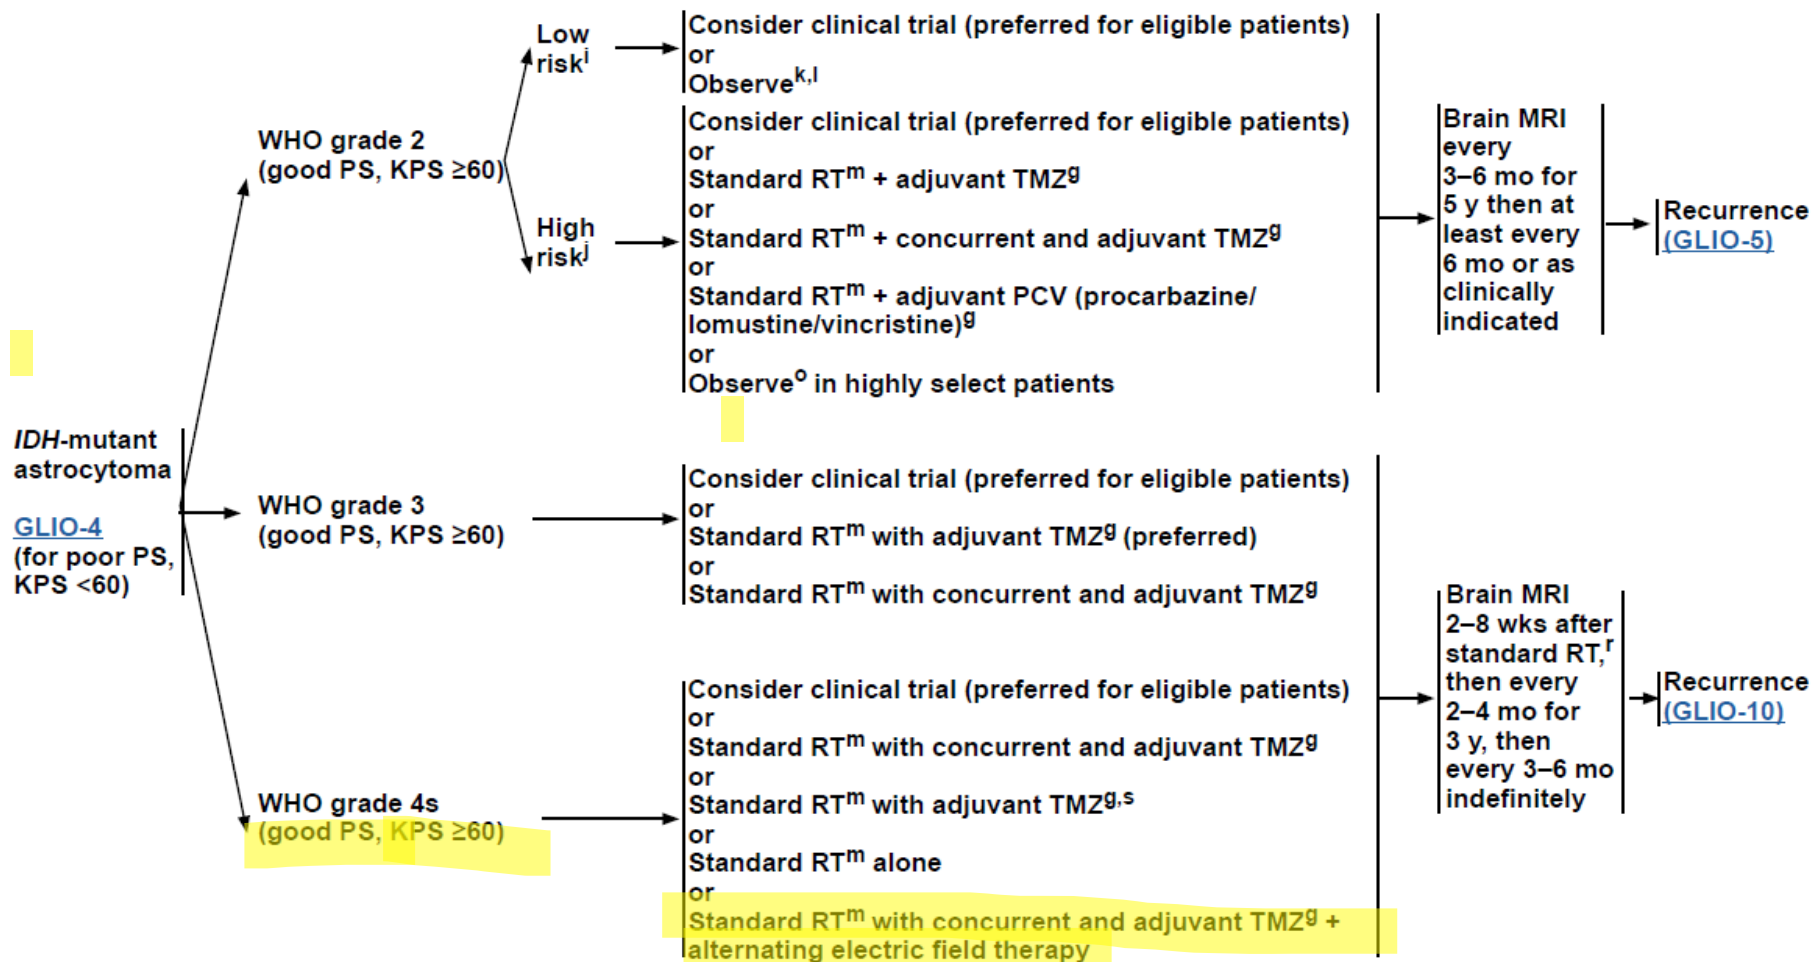 IDH-mutant
astrocytoma
GLIO-4
(for poor PS,
KPS <60)
WHO grade 2
(good PS, KPS ≥60)
Low
riskⁱ
Consider clinical trial (preferred for eligible patients)
or
Observeᵏ,ˡ
High
riskʲ
Consider clinical trial (preferred for eligible patients)
or
Standard RTᵐ + adjuvant TMZᵍ
or
Standard RTᵐ + concurrent and adjuvant TMZᵍ
or
Standard RTᵐ + adjuvant PCV (procarbazine/
lomustine/vincristine)ᵍ
or
Observeᵒ in highly select patients
Brain MRI
every
3–6 mo for
5 y then at
least every
6 mo or as
clinically
indicated
Recurrence
(GLIO-5)
WHO grade 3
(good PS, KPS ≥60)
Consider clinical trial (preferred for eligible patients)
or
Standard RTᵐ with adjuvant TMZᵍ (preferred)
or
Standard RTᵐ with concurrent and adjuvant TMZᵍ
WHO grade 4s
(good PS, KPS ≥60)
Consider clinical trial (preferred for eligible patients)
or
Standard RTᵐ with concurrent and adjuvant TMZᵍ
or
Standard RTᵐ with adjuvant TMZᵍ,ˢ
or
Standard RTᵐ alone
or
Standard RTᵐ with concurrent and adjuvant TMZᵍ +
alternating electric field therapy
Brain MRI
2–8 wks after
standard RT,ʳ
then every
2–4 mo for
3 y, then
every 3–6 mo
indefinitely
Recurrence
(GLIO-10)